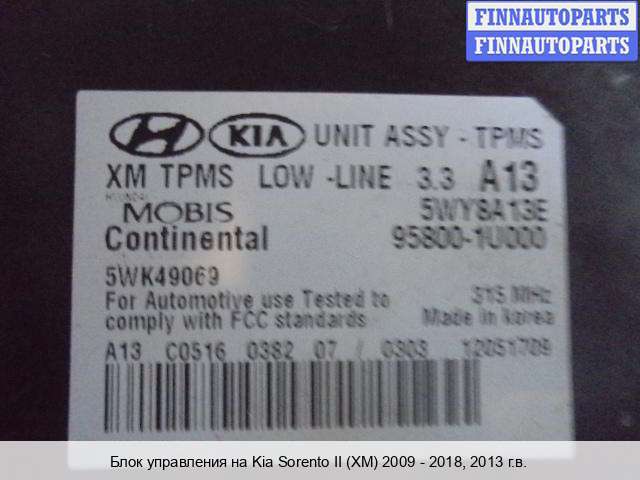 FINNAUTOPARTS
FINNAUTOPARTS
KIA UNIT ASSY - TPMS
XM TPMS LOW -LINE 3.3 A13
HYUNDAI
MOBIS 5WY8A13E
Continental 95800-1U000
5WK49069
For Automotive use Tested to 315 MHz
comply with FCC standards Made in korea
A13 C0516 0382 07 / 0303 12051709
Блок управления на Kia Sorento II (XM) 2009 - 2018, 2013 г.в.